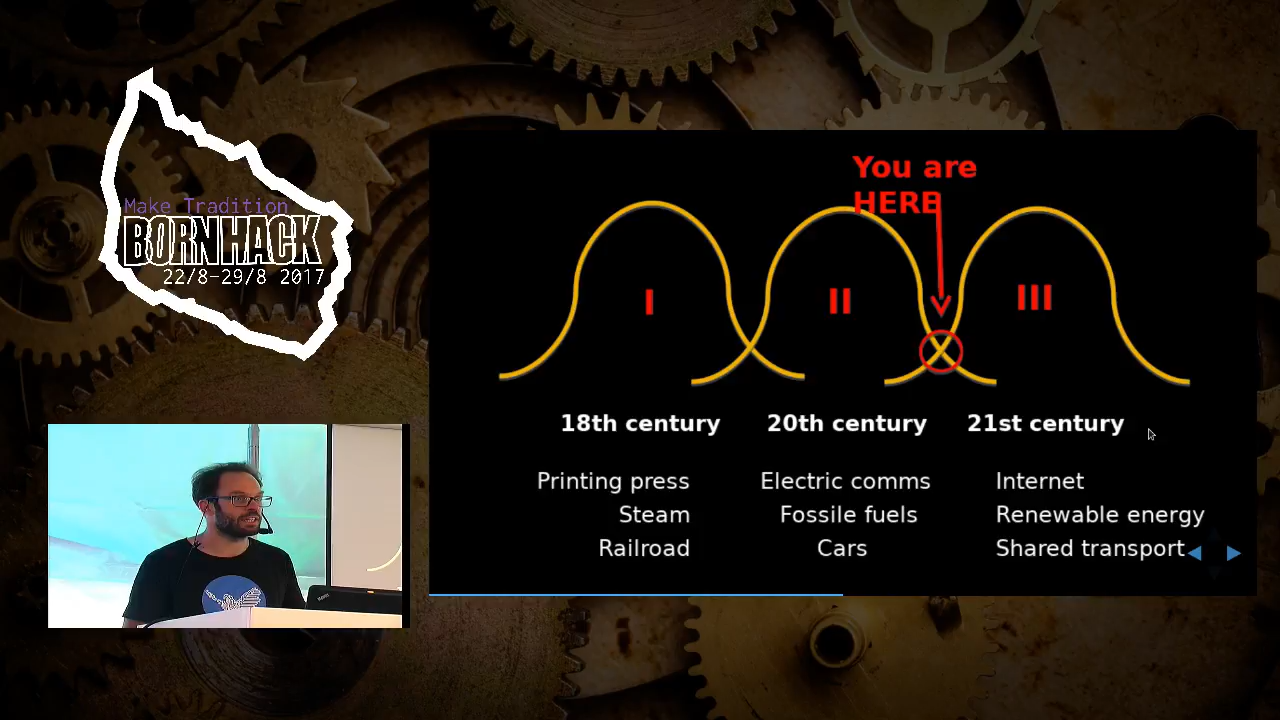 Make Tradition
BORNHACK
22/8-29/8 2017
You are
HERE
I
II
III
18th century
20th century
21st century
Printing press
Electric comms
Internet
Steam
Fossile fuels
Renewable energy
Railroad
Cars
Shared transport